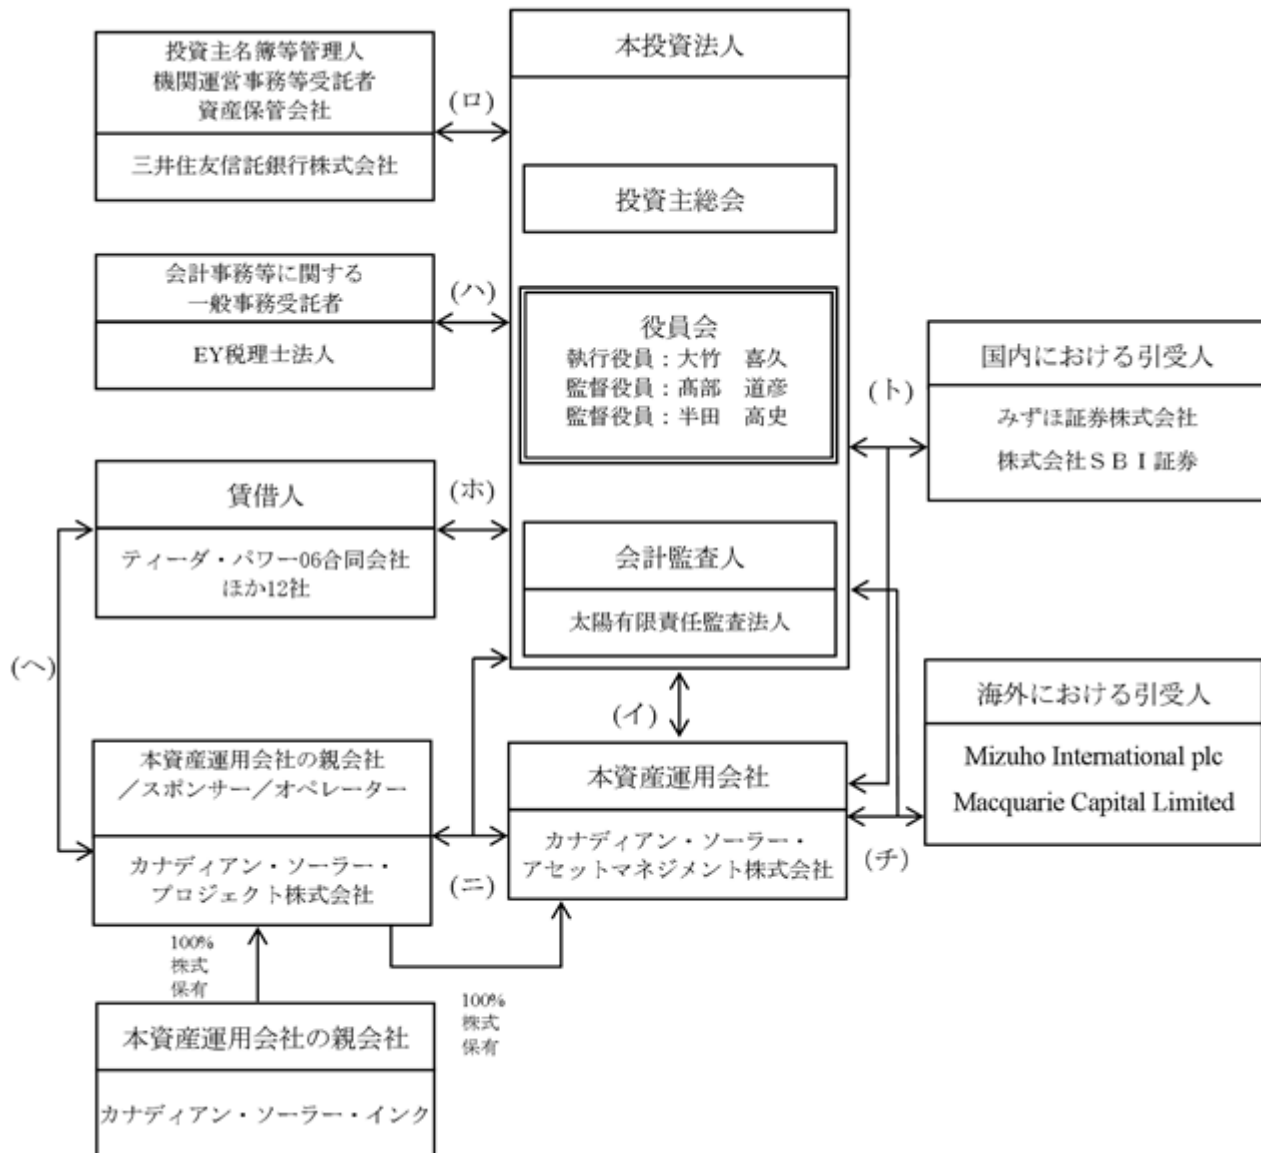 投資主名簿等管理人
機関運営事務等受託者
資産保管会社
三井住友信託銀行株式会社
(ロ)
本投資法人
投資主総会
会計事務等に関する
一般事務受託者
EY税理士法人
(ハ)
役員会
執行役員：大竹　喜久
監督役員：髙部　道彦
監督役員：半田　高史
(ト)
国内における引受人
みずほ証券株式会社
株式会社ＳＢＩ証券
賃借人
ティーダ・パワー06合同会社
ほか12社
(ホ)
会計監査人
太陽有限責任監査法人
(ヘ)
(イ)
海外における引受人
Mizuho International plc
Macquarie Capital Limited
本資産運用会社の親会社
／スポンサー／オペレーター
カナディアン・ソーラー・
プロジェクト株式会社
(ニ)
本資産運用会社
カナディアン・ソーラー・
アセットマネジメント株式会社
(チ)
100%
株式
保有
100%
株式
保有
本資産運用会社の親会社
カナディアン・ソーラー・インク